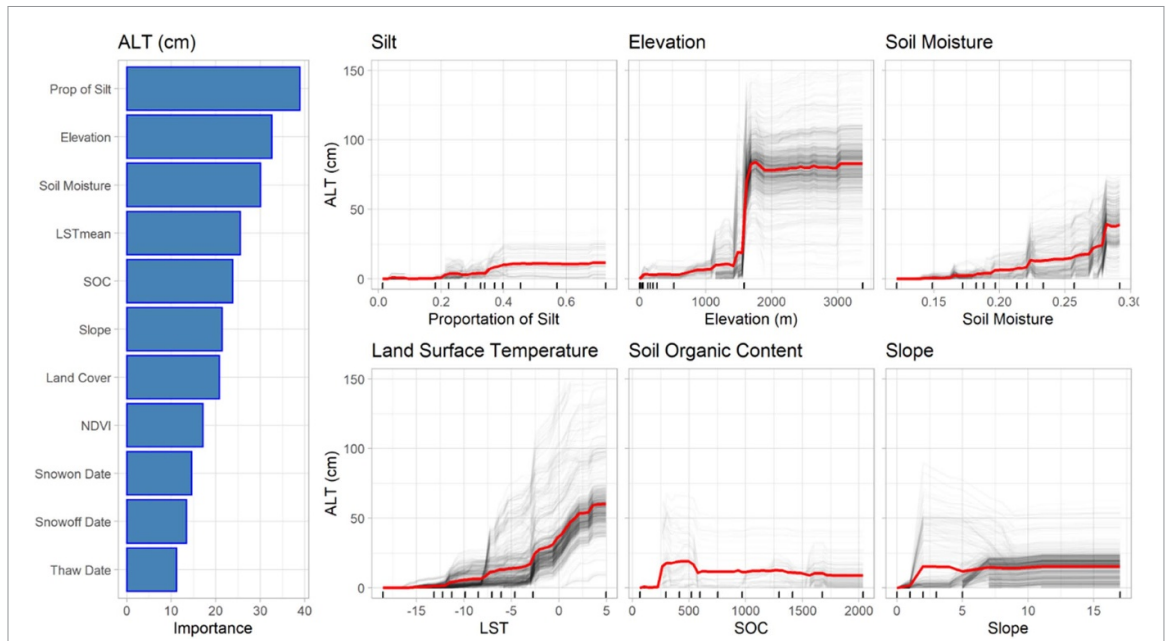 ALT (cm)
Prop of Silt
Elevation
Soil Moisture
LSTmean
SOC
Slope
Land Cover
NDVI
Snowon Date
Snowoff Date
Thaw Date
0 10 20 30 40
Importance
Silt
Elevation
Soil Moisture
ALT (cm)
150
100
50
0
0.0 0.2 0.4 0.6
Proportation of Silt
0 1000 2000 3000
Elevation (m)
0.15 0.20 0.25 0.30
Soil Moisture
Land Surface Temperature
Soil Organic Content
Slope
ALT (cm)
150
100
50
0
-15 -10 -5 0 5
LST
0 500 1000 1500 2000
SOC
0 5 10 15
Slope